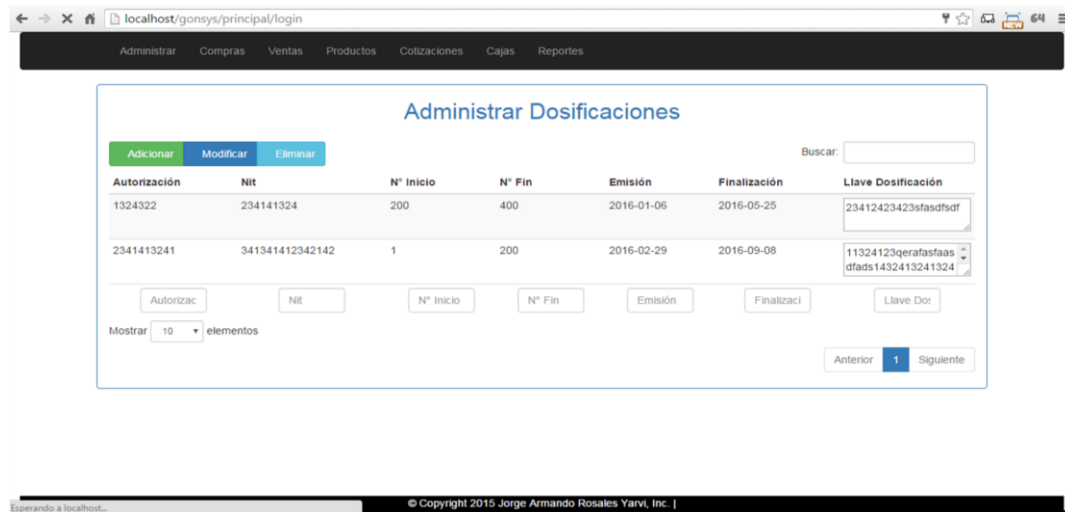 localhost/gonsys/principal/login
64
NEW
Administrar Compras Ventas Productos Cotizaciones Cajas Reportes
Administrar Dosificaciones
Adicionar Modificar Eliminar Buscar:
Autorización Nit N° Inicio N° Fin Emisión Finalización Llave Dosificación
1324322 234141324 200 400 2016-01-06 2016-05-25 23412423423sfasdfsdf
2341413241 341341412342142 1 200 2016-02-29 2016-09-08 11324123qerafasfaas
dfads1432413241324
Autorizac Nit N° Inicio N° Fin Emisión Finalizaci Llave Do
Mostrar 10 elementos
Anterior 1 Siguiente
© Copyright 2015 Jorge Armando Rosales Yarvi, Inc. |
Esperando a localhost...